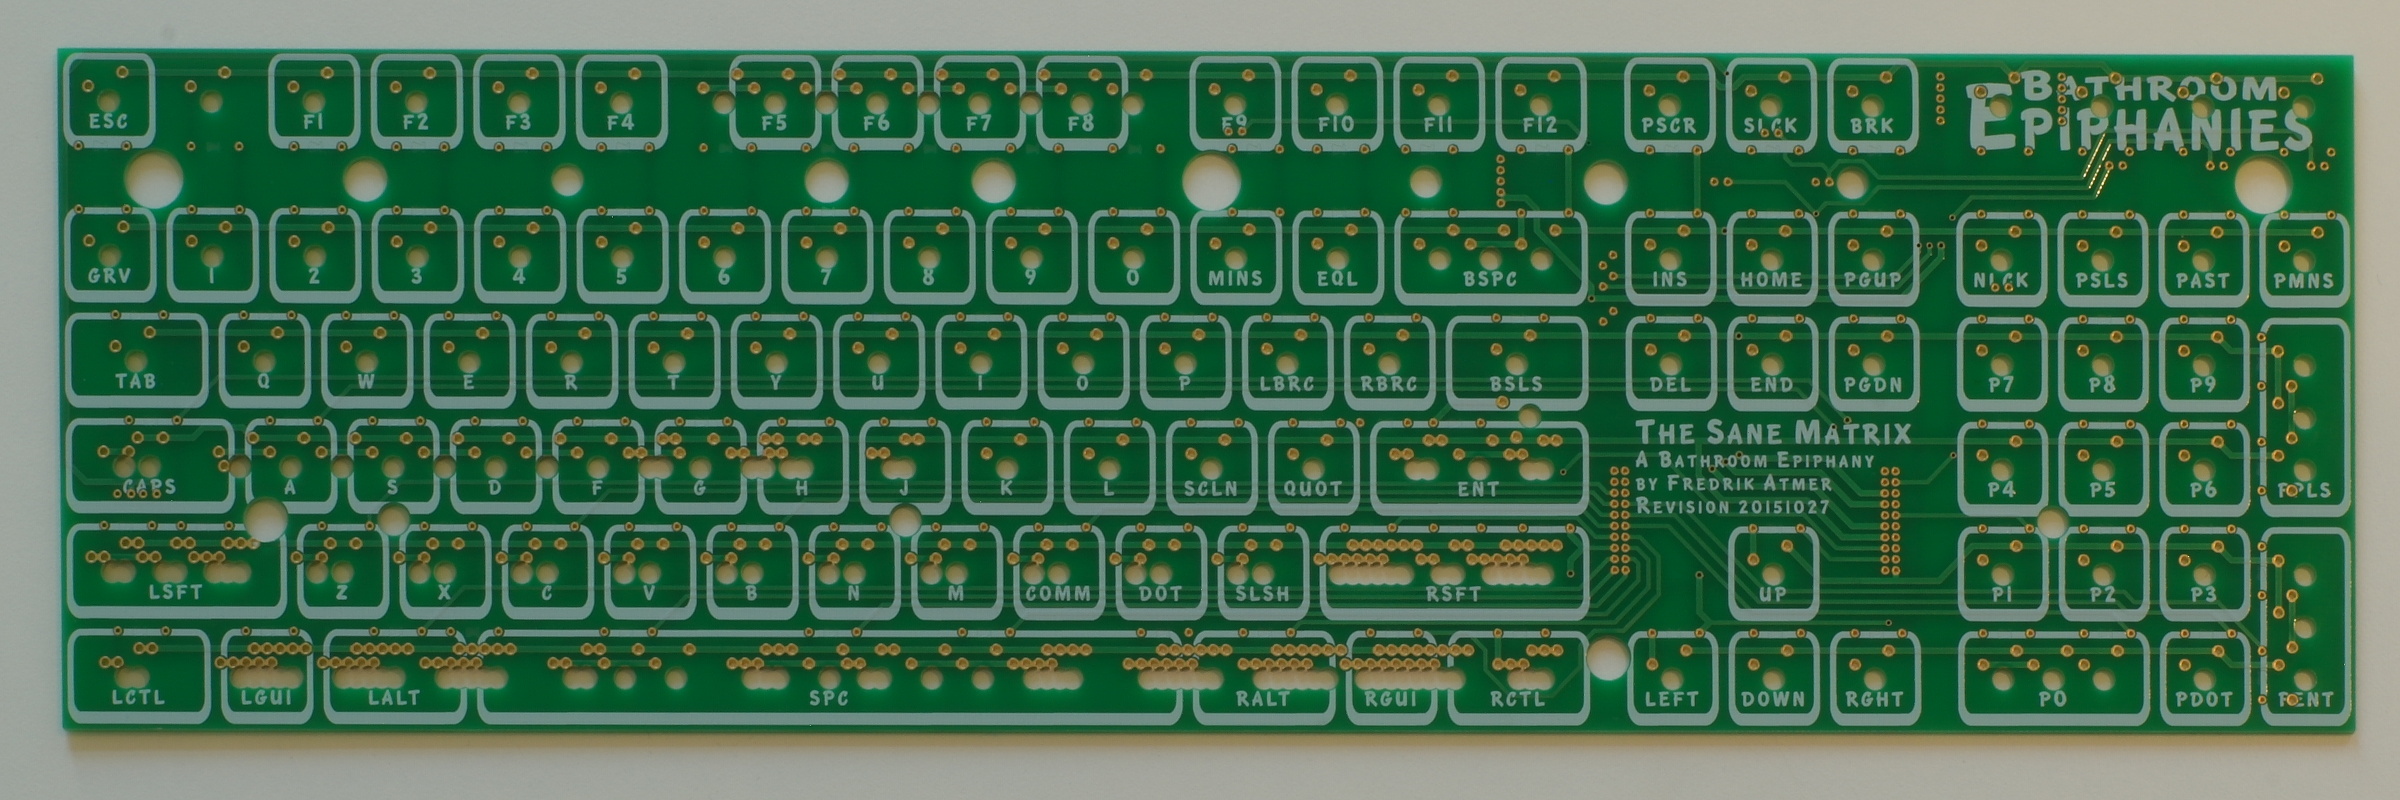 BATHROOM
EPIPHANIES
ESC F1 F2 F3 F4 F5 F6 F7 F8 F9 F10 F11 F12 PSCR SLCK BRK
GRV 1 2 3 4 5 6 7 8 9 0 MINS EQL BSPC INS HOME PGUP NLCK PSLS PAST PMNS
TAB Q W E R T Y U I O P LBRC RBRC BSLS DEL END PGDN P7 P8 P9
THE SANE MATRIX
A BATHROOM EPIPHANY
BY FREDRIK ATMER
REVISION 20151027
CAPS A S D F G H J K L SCLN QUOT ENT P4 P5 P6 PPLS
LSFT Z X C V B N M COMM DOT SLSH RSFT UP P1 P2 P3
LCTL LGUI LALT SPC RALT RGUI RCTL LEFT DOWN RGHT P0 PDOT PENT